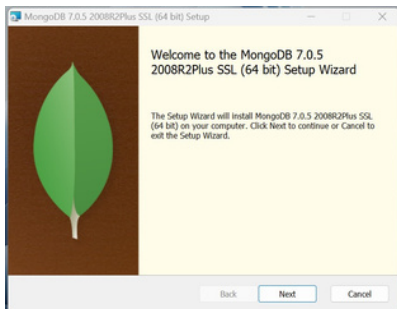 MongoDB 7.0.5 2008R2Plus SSL (64 bit) Setup
Welcome to the MongoDB 7.0.5
2008R2Plus SSL (64 bit) Setup Wizard
The Setup Wizard will install MongoDB 7.0.5 2008R2Plus SSL
(64 bit) on your computer. Click Next to continue or Cancel to
exit the Setup Wizard.
Back Next Cancel